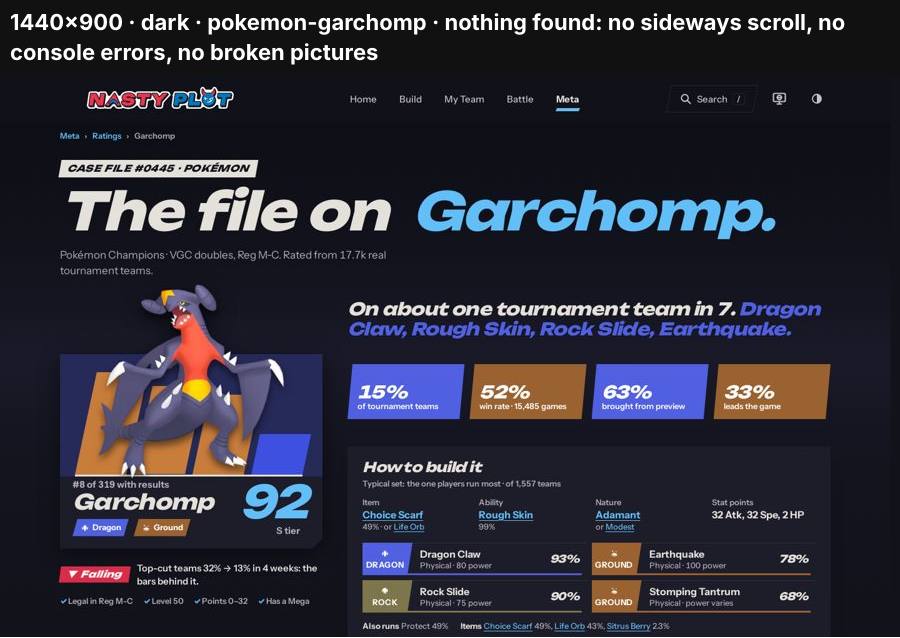 1440×900 · dark · pokemon-garchomp · nothing found: no sideways scroll, no
console errors, no broken pictures
NASTY PLOT
Home Build My Team Battle Meta
Search /
Meta › Ratings › Garchomp
CASE FILE #0445 · POKÉMON
The file on Garchomp.
Pokémon Champions · VGC doubles, Reg M-C. Rated from 17.7k real
tournament teams.
On about one tournament team in 7. Dragon
Claw, Rough Skin, Rock Slide, Earthquake.
15%
of tournament teams
52%
win rate · 15,485 games
63%
brought from preview
33%
leads the game
#8 of 319 with results
Garchomp
92
S tier
Dragon Ground
▼ Falling
Top-cut teams 32% → 13% in 4 weeks: the
bars behind it.
✓Legal in Reg M-C ✓Level 50 ✓Points 0–32 ✓Has a Mega
How to build it
Typical set: the one players run most · of 1,557 teams
Item
Choice Scarf
49% · or Life Orb
Ability
Rough Skin
99%
Nature
Adamant
or Modest
Stat points
32 Atk, 32 Spe, 2 HP
DRAGON
Dragon Claw
Physical · 80 power
93%
GROUND
Earthquake
Physical · 100 power
78%
ROCK
Rock Slide
Physical · 75 power
90%
GROUND
Stomping Tantrum
Physical · power varies
68%
Also runs Protect 49% Items Choice Scarf 49%, Life Orb 43%, Sitrus Berry 2.3%